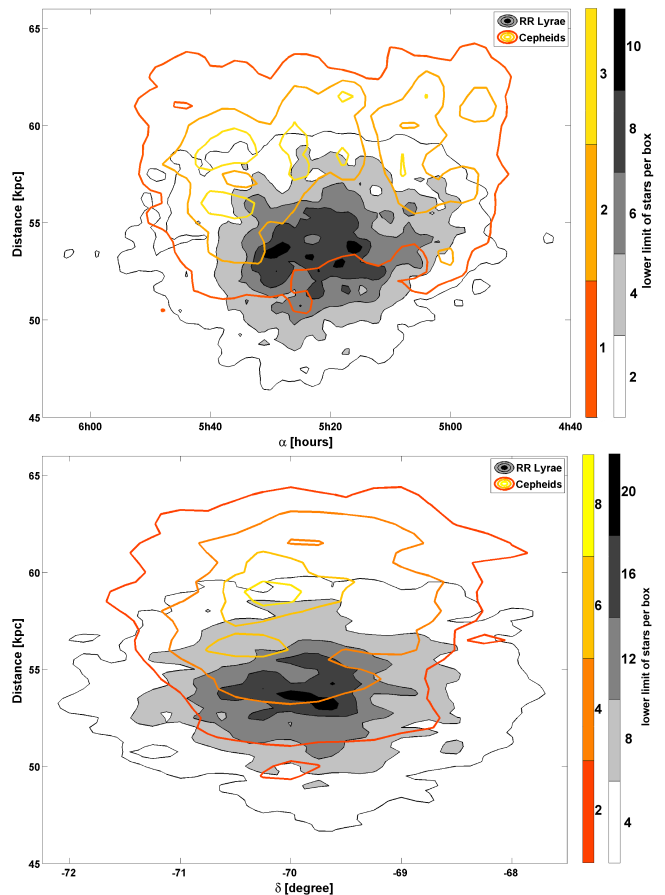 65
60
55
50
45
Distance [kpc]
6h00
5h40
5h20
5h00
4h40
α [hours]
RR Lyrae
Cepheids
3
2
1
10
8
6
4
2
lower limit of stars per box
65
60
55
50
45
Distance [kpc]
-72
-71
-70
-69
-68
δ [degree]
RR Lyrae
Cepheids
8
6
4
2
20
16
12
8
4
lower limit of stars per box